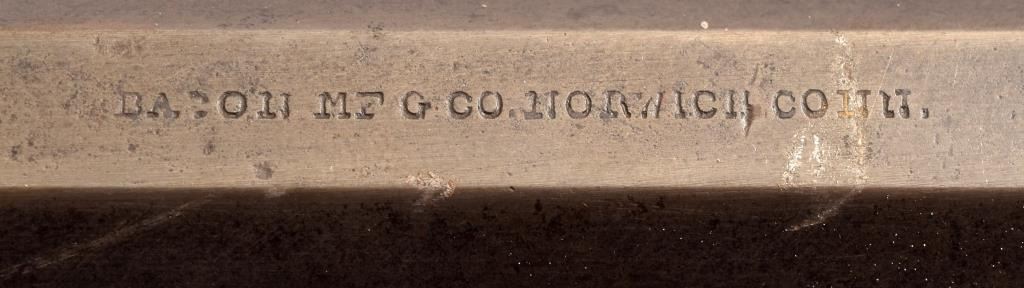 BACON MFG CO. NORWICH CONN.